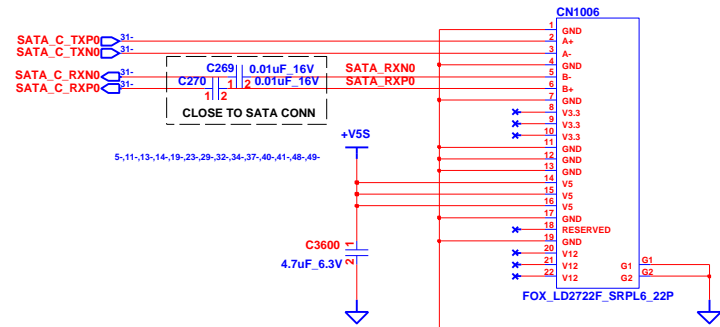 CN1006
SATA_C_TXP0 31-
SATA_C_TXN0 31-
SATA_C_RXN0 31-
SATA_C_RXP0 31-
C269 0.01uF_16V SATA_RXN0
C270 1 2 0.01uF_16V SATA_RXP0
1 2
CLOSE TO SATA CONN
+V5S
5-,11-,13-,14-,19-,23-,29-,32-,34-,37-,40-,41-,48-,49-
C3600 1
2
4.7uF_6.3V
1 GND
2 A+
3 A-
4 GND
5 B-
6 B+
7 GND
8 V3.3
9 V3.3
10 V3.3
11 GND
12 GND
13 GND
14 V5
15 V5
16 V5
17 GND
18 RESERVED
19 GND
20 V12
21 V12 G1 G1
22 V12 G2 G2
FOX_LD2722F_SRPL6_22P